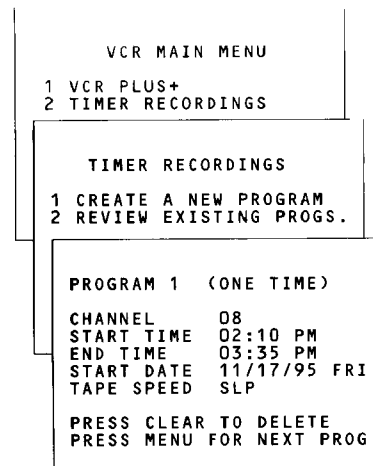 VCR MAIN MENU
1 VCR PLUS+
2 TIMER RECORDINGS
TIMER RECORDINGS
1 CREATE A NEW PROGRAM
2 REVIEW EXISTING PROGS.
PROGRAM 1 (ONE TIME)
CHANNEL 08
START TIME 02:10 PM
END TIME 03:35 PM
START DATE 11/17/95 FRI
TAPE SPEED SLP
PRESS CLEAR TO DELETE
PRESS MENU FOR NEXT PROG